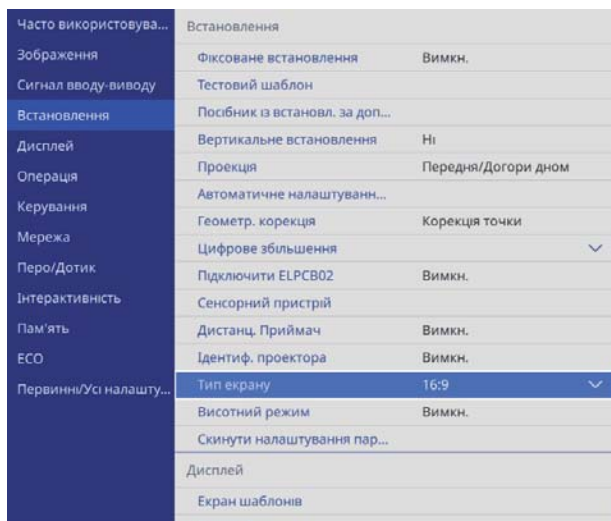 Часто використовува...
Зображення
Сигнал вводу-виводу
Встановлення
Дисплей
Операція
Керування
Мережа
Перо/Дотик
Інтерактивність
Пам'ять
ECO
Первинні/Усі налашту...
Встановлення
Фіксоване встановлення Вимкн.
Тестовий шаблон
Посібник із встановл. за доп...
Вертикальне встановлення Ні
Проекція Передня/Догори дном
Автоматичне налаштуванн...
Геометр. корекція Корекція точки
Цифрове збільшення
Підключити ELPCB02 Вимкн.
Сенсорний пристрій
Дистанц. Приймач Вимкн.
Ідентиф. проектора Вимкн.
Тип екрану 16:9
Висотний режим Вимкн.
Скинути налаштування пар...
Дисплей
Екран шаблонів